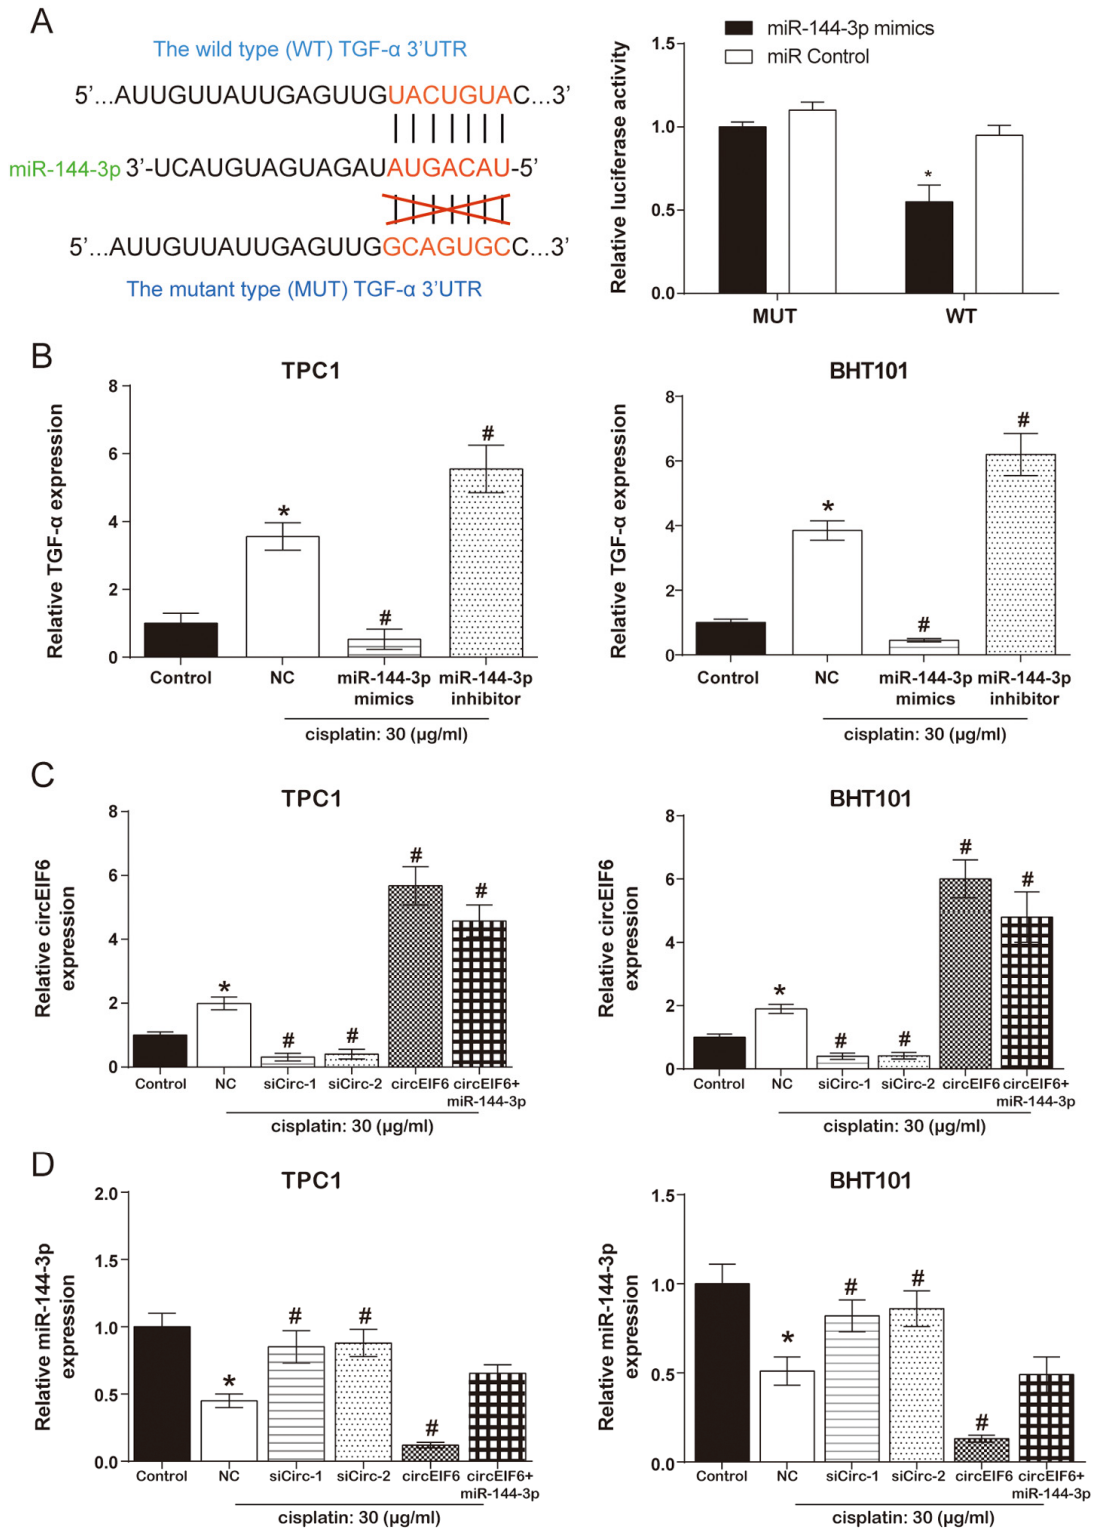 A
The wild type (WT) TGF-α 3'UTR
5'...AUUGUUAUUGAGUUGUACUGUAC...3'
miR-144-3p 3'-UCAUGUAGUAGAUAUGACAU-5'
5'...AUUGUUAUUGAGUUGGCAGUGCC...3'
The mutant type (MUT) TGF-α 3'UTR
miR-144-3p mimics
miR Control
Relative luciferase activity
1.5
1.0
0.5
0.0
*
MUT
WT
B
TPC1
Relative TGF-α expression
8
6
4
2
0
*
#
#
Control
NC
miR-144-3p
mimics
miR-144-3p
inhibitor
cisplatin: 30 (μg/ml)
BHT101
Relative TGF-α expression
8
6
4
2
0
*
#
#
Control
NC
miR-144-3p
mimics
miR-144-3p
inhibitor
cisplatin: 30 (μg/ml)
C
TPC1
Relative circEIF6
expression
8
6
4
2
0
*
#
#
#
#
Control
NC
siCirc-1
siCirc-2
circEIF6
circEIF6+
miR-144-3p
cisplatin: 30 (μg/ml)
BHT101
Relative circEIF6
expression
8
6
4
2
0
*
#
#
#
#
Control
NC
siCirc-1
siCirc-2
circEIF6
circEIF6+
miR-144-3p
cisplatin: 30 (μg/ml)
D
TPC1
Relative miR-144-3p
expression
2.0
1.5
1.0
0.5
0.0
*
#
#
#
Control
NC
siCirc-1
siCirc-2
circEIF6
circEIF6+
miR-144-3p
cisplatin: 30 (μg/ml)
BHT101
Relative miR-144-3p
expression
1.5
1.0
0.5
0.0
*
#
#
#
Control
NC
siCirc-1
siCirc-2
circEIF6
circEIF6+
miR-144-3p
cisplatin: 30 (μg/ml)